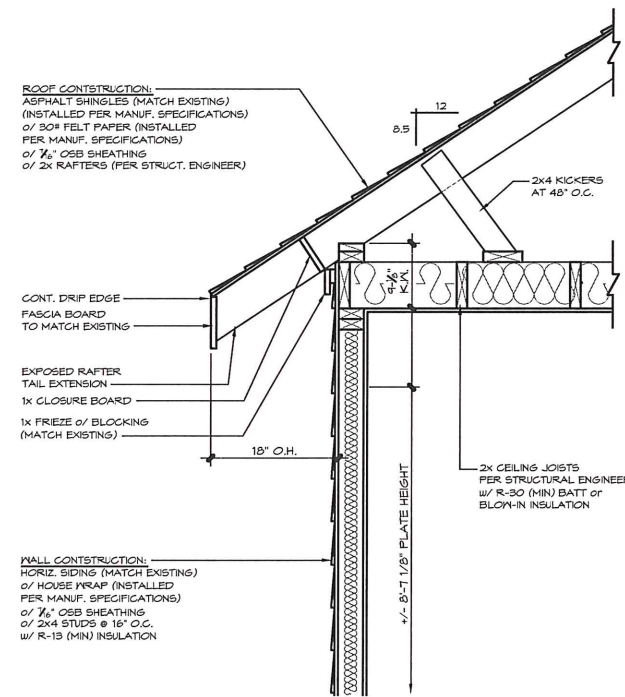 ROOF CONTSTRUCTION:
ASPHALT SHINGLES (MATCH EXISTING)
(INSTALLED PER MANUF. SPECIFICATIONS)
o/ 30# FELT PAPER (INSTALLED
PER MANUF. SPECIFICATIONS)
o/ 7/16" OSB SHEATHING
o/ 2x RAFTERS (PER STRUCT. ENGINEER)
12
8.5
2x4 KICKERS
AT 48" O.C.
9-1/8"
K.W.
CONT. DRIP EDGE
FASCIA BOARD
TO MATCH EXISTING
EXPOSED RAFTER
TAIL EXTENSION
1x CLOSURE BOARD
1x FRIEZE o/ BLOCKING
(MATCH EXISTING)
18" O.H.
2x CEILING JOISTS
PER STRUCTURAL ENGINEE
w/ R-30 (MIN) BATT or
BLOW-IN INSULATION
+/- 8'-7 1/8" PLATE HEIGHT
WALL CONTSTRUCTION:
HORIZ. SIDING (MATCH EXISTING)
o/ HOUSE WRAP (INSTALLED
PER MANUF. SPECIFICATIONS)
o/ 7/16" OSB SHEATHING
o/ 2x4 STUDS @ 16" O.C.
w/ R-13 (MIN) INSULATION